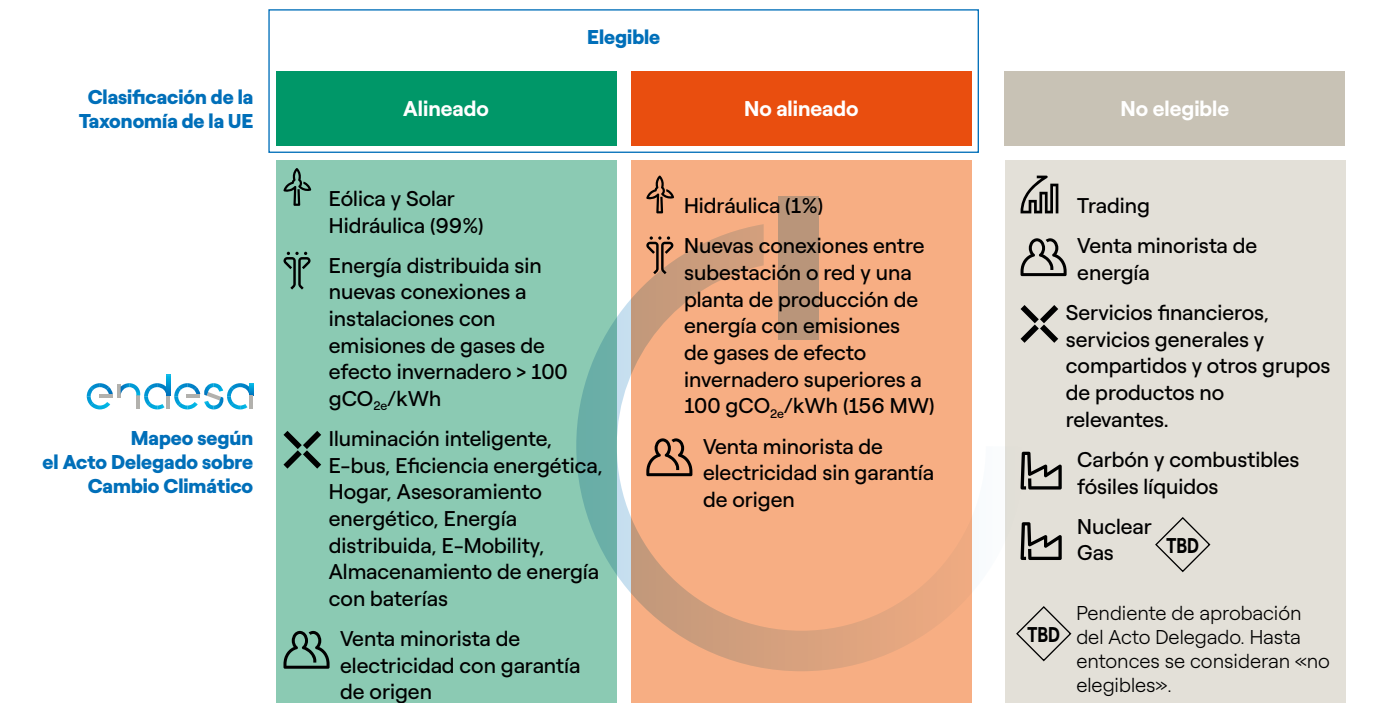 Elegible
Clasificación de la
Taxonomía de la UE
Alineado
No alineado
No elegible
endesa
Mapeo según
el Acto Delegado sobre
Cambio Climático
Eólica y Solar
Hidráulica (99%)
Energía distribuida sin
nuevas conexiones a
instalaciones con
emisiones de gases de
efecto invernadero > 100
gCO₂ₑ/kWh
Iluminación inteligente,
E-bus, Eficiencia energética,
Hogar, Asesoramiento
energético, Energía
distribuida, E-Mobility,
Almacenamiento de energía
con baterías
Venta minorista de
electricidad con garantía
de origen
Hidráulica (1%)
Nuevas conexiones entre
subestación o red y una
planta de producción de
energía con emisiones
de gases de efecto
invernadero superiores a
100 gCO₂ₑ/kWh (156 MW)
Venta minorista de
electricidad sin garantía
de origen
Trading
Venta minorista de
energía
Servicios financieros,
servicios generales y
compartidos y otros grupos
de productos no
relevantes.
Carbón y combustibles
fósiles líquidos
Nuclear
Gas
TBD
TBD
Pendiente de aprobación
del Acto Delegado. Hasta
entonces se consideran «no
elegibles».